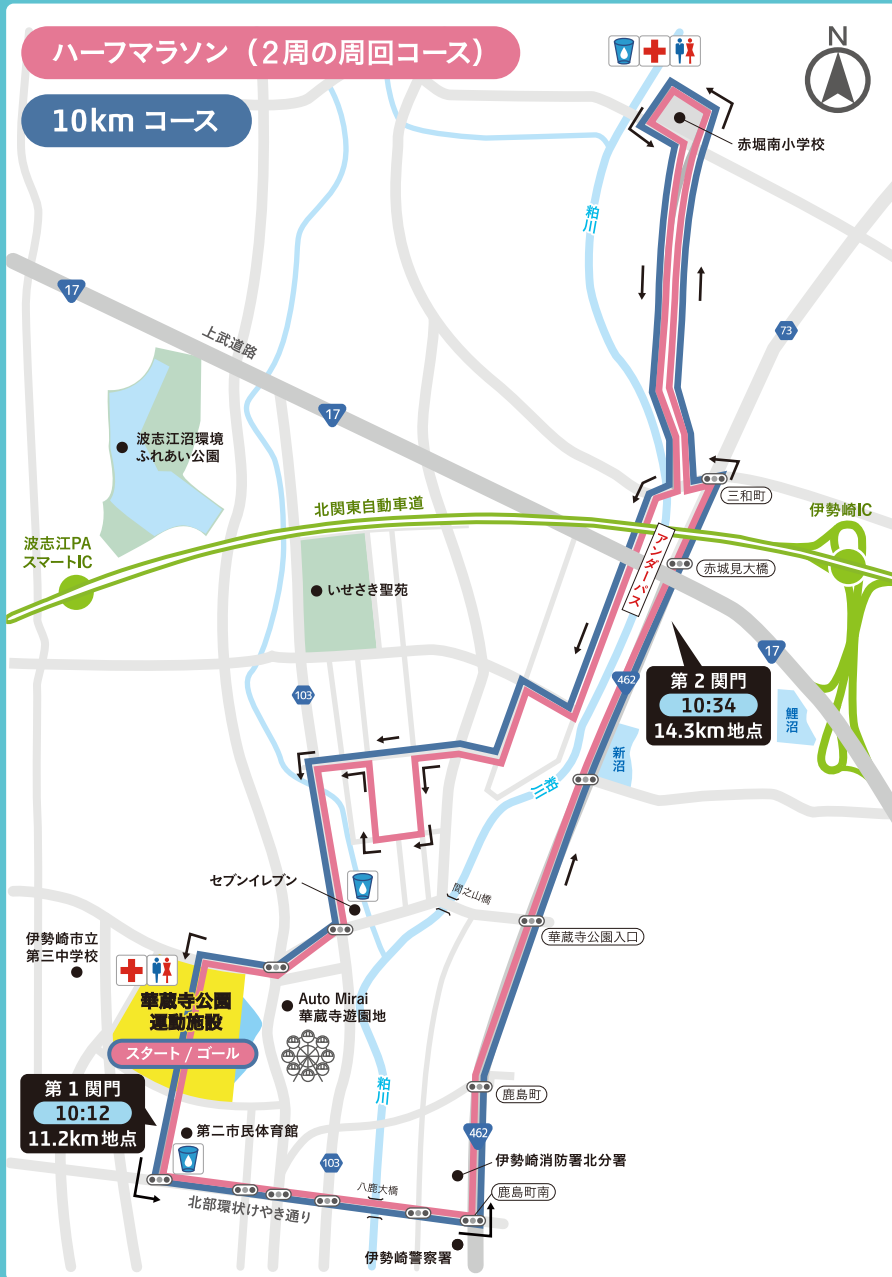 ハーフマラソン（2周の周回コース）
10km コース
N
赤堀南小学校
粕川
17
上武道路
73
17
波志江沼環境
ふれあい公園
三和町
北関東自動車道
伊勢崎IC
波志江PA
スマートIC
アンダーパス
赤城見大橋
いせさき聖苑
17
第2関門
10:34
14.3km地点
462
103
鯉沼
新沼
粕川
セブンイレブン
間之山橋
華蔵寺公園入口
伊勢崎市立
第三中学校
華蔵寺公園
運動施設
Auto Mirai
華蔵寺遊園地
スタート / ゴール
第1関門
10:12
11.2km地点
粕川
鹿島町
第二市民体育館
462
103
伊勢崎消防署北分署
八鹿大橋
鹿島町南
北部環状けやき通り
伊勢崎警察署